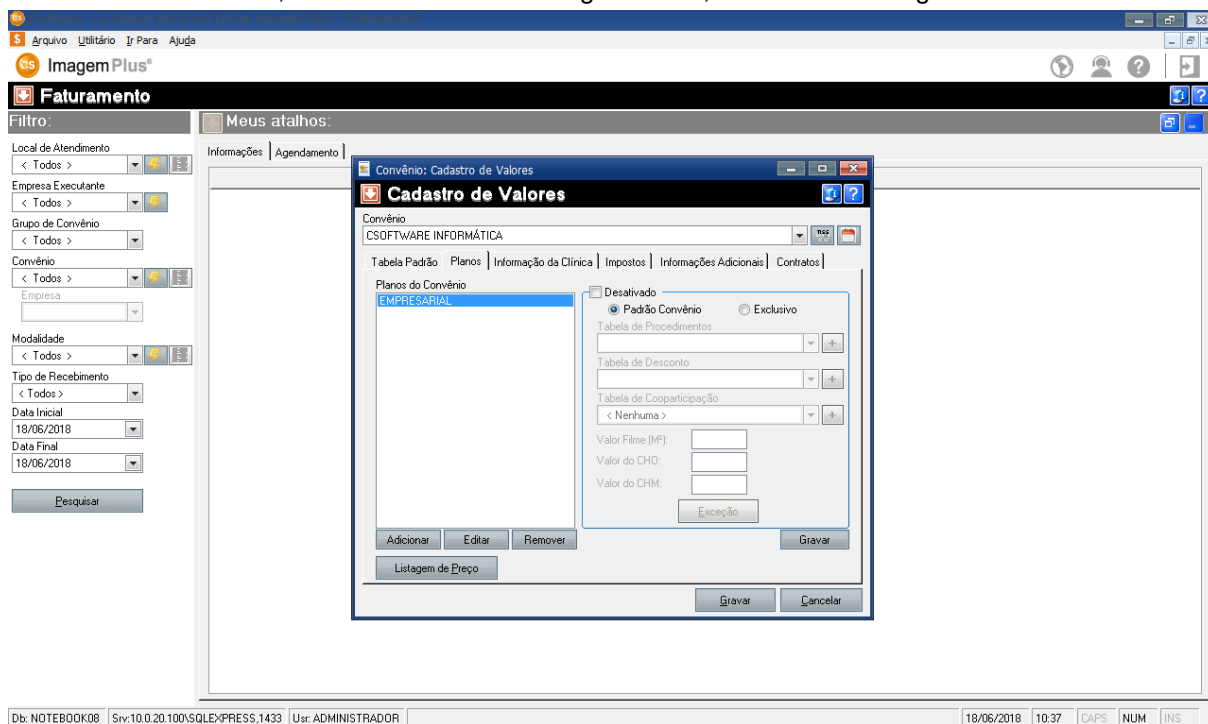 Arquivo Utilitário Ir Para Ajuda
CS ImagemPlus®
Faturamento
Filtro:
Meus atalhos:
Informações Agendamento
Local de Atendimento
< Todos >
Empresa Executante
< Todos >
Grupo de Convênio
< Todos >
Convênio
< Todos >
Empresa
Modalidade
< Todos >
Tipo de Recebimento
< Todos >
Data Inicial
18/06/2018
Data Final
18/06/2018
Pesquisar
Convênio: Cadastro de Valores
Cadastro de Valores
Convênio
CSOFTWARE INFORMÁTICA
Tabela Padrão Planos Informação da Clínica Impostos Informações Adicionais Contratos
Planos do Convênio
EMPRESARIAL
Desativado
Padrão Convênio Exclusivo
Tabela de Procedimentos
Tabela de Desconto
Tabela de Cooparticipação
< Nenhuma >
Valor Filme (M²):
Valor do CHO:
Valor do CHM:
Exceção
Adicionar Editar Remover Gravar
Listagem de Preço
Gravar Cancelar
Db: NOTEBOOK08 Srv:10.0.20.100\SQLEXPRESS,1433 Usr: ADMINISTRADOR 18/06/2018 10:37 CAPS NUM INS